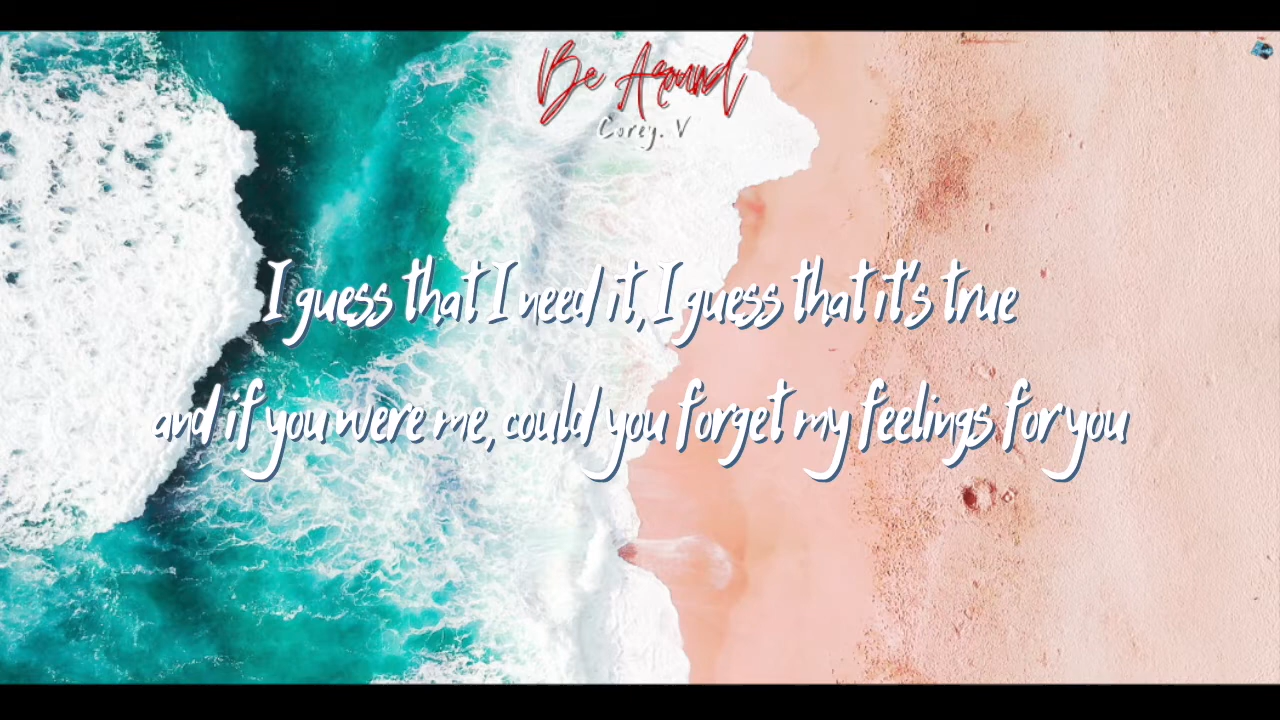 Be Around
Corey. V
I guess that I need it, I guess that it's true
and if you were me, could you forget my feelings for you